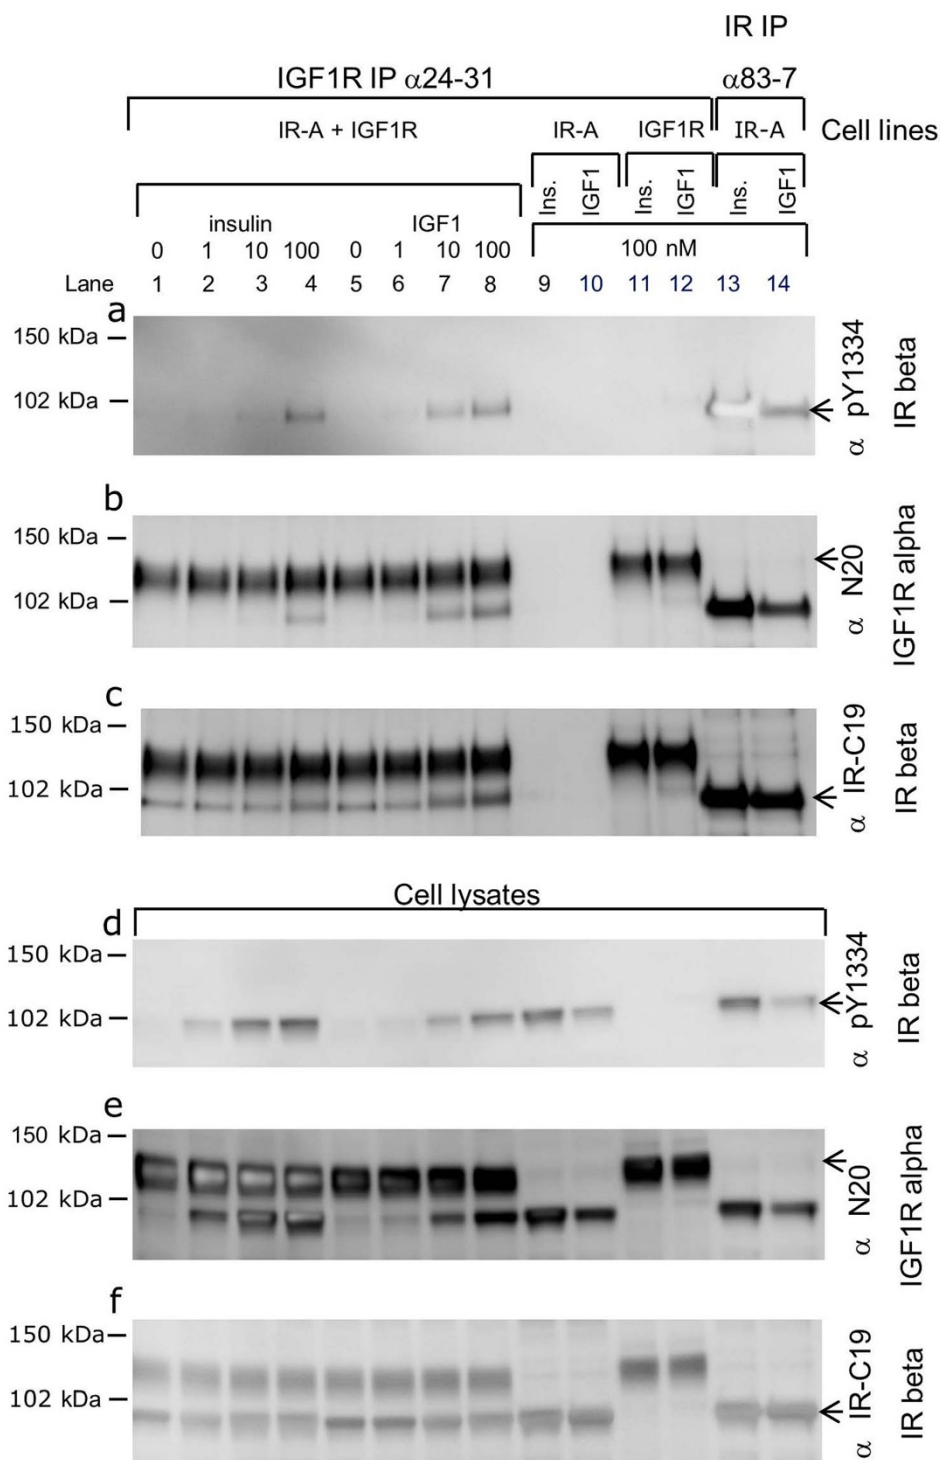 IR IP
IGF1R IP α24-31 α83-7
IR-A + IGF1R IR-A IGF1R IR-A Cell lines
Ins. IGF1 Ins. IGF1 Ins. IGF1
insulin IGF1
0 1 10 100 0 1 10 100 100 nM
Lane 1 2 3 4 5 6 7 8 9 10 11 12 13 14
a
150 kDa
102 kDa
α pY1334
IR beta
b
150 kDa
102 kDa
α N20
IGF1R alpha
c
150 kDa
102 kDa
α IR-C19
IR beta
Cell lysates
d
150 kDa
102 kDa
α pY1334
IR beta
e
150 kDa
102 kDa
α N20
IGF1R alpha
f
150 kDa
102 kDa
α IR-C19
IR beta